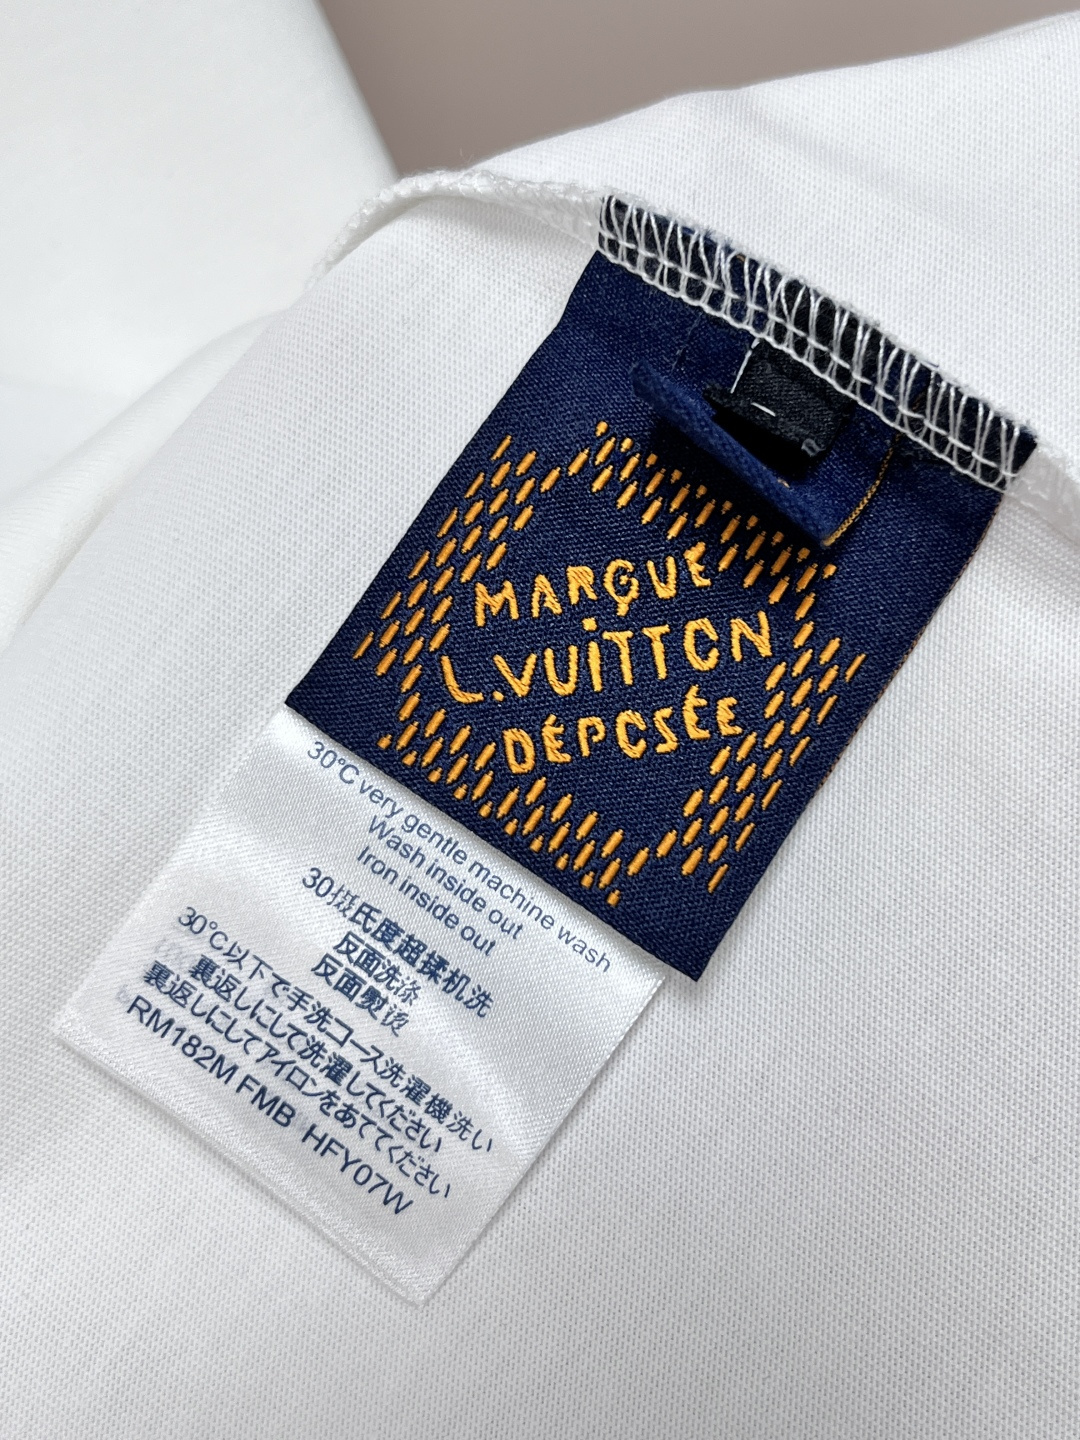 MARQUE
L.VUiTTON
DÉPOSÉE
30°C very gentle machine wash
Wash inside out
Iron inside out
30摄氏度超揉机洗
反面洗涤
反面熨烫
30℃以下で手洗コース洗濯機洗い
裏返しにして洗濯してください
裏返しにしてアイロンをあててください
RM182M FMB HFY07W